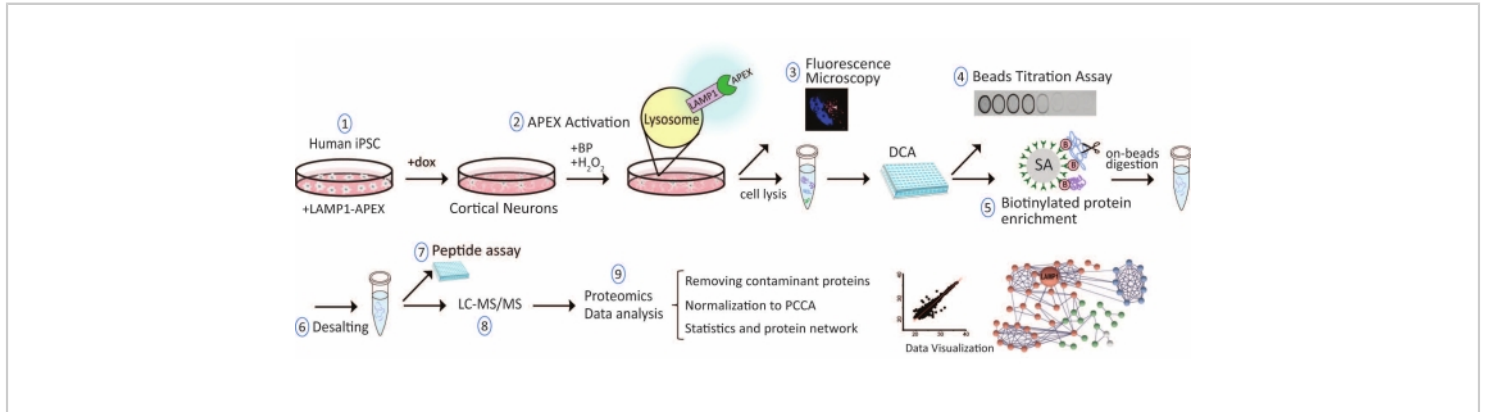 1
Human iPSC
+LAMP1-APEX
+dox
Cortical Neurons
2 APEX Activation
+BP
+H₂O₂
Lysosome
LAMP1
APEX
3 Fluorescence
Microscopy
cell lysis
DCA
4 Beads Titration Assay
SA
B
B
B
on-beads
digestion
5 Biotinylated protein
enrichment
6 Desalting
7 Peptide assay
LC-MS/MS
8
9
Proteomics
Data analysis
Removing contaminant proteins
Normalization to PCCA
Statistics and protein network
20 30 40
Data Visualization
LAMP1